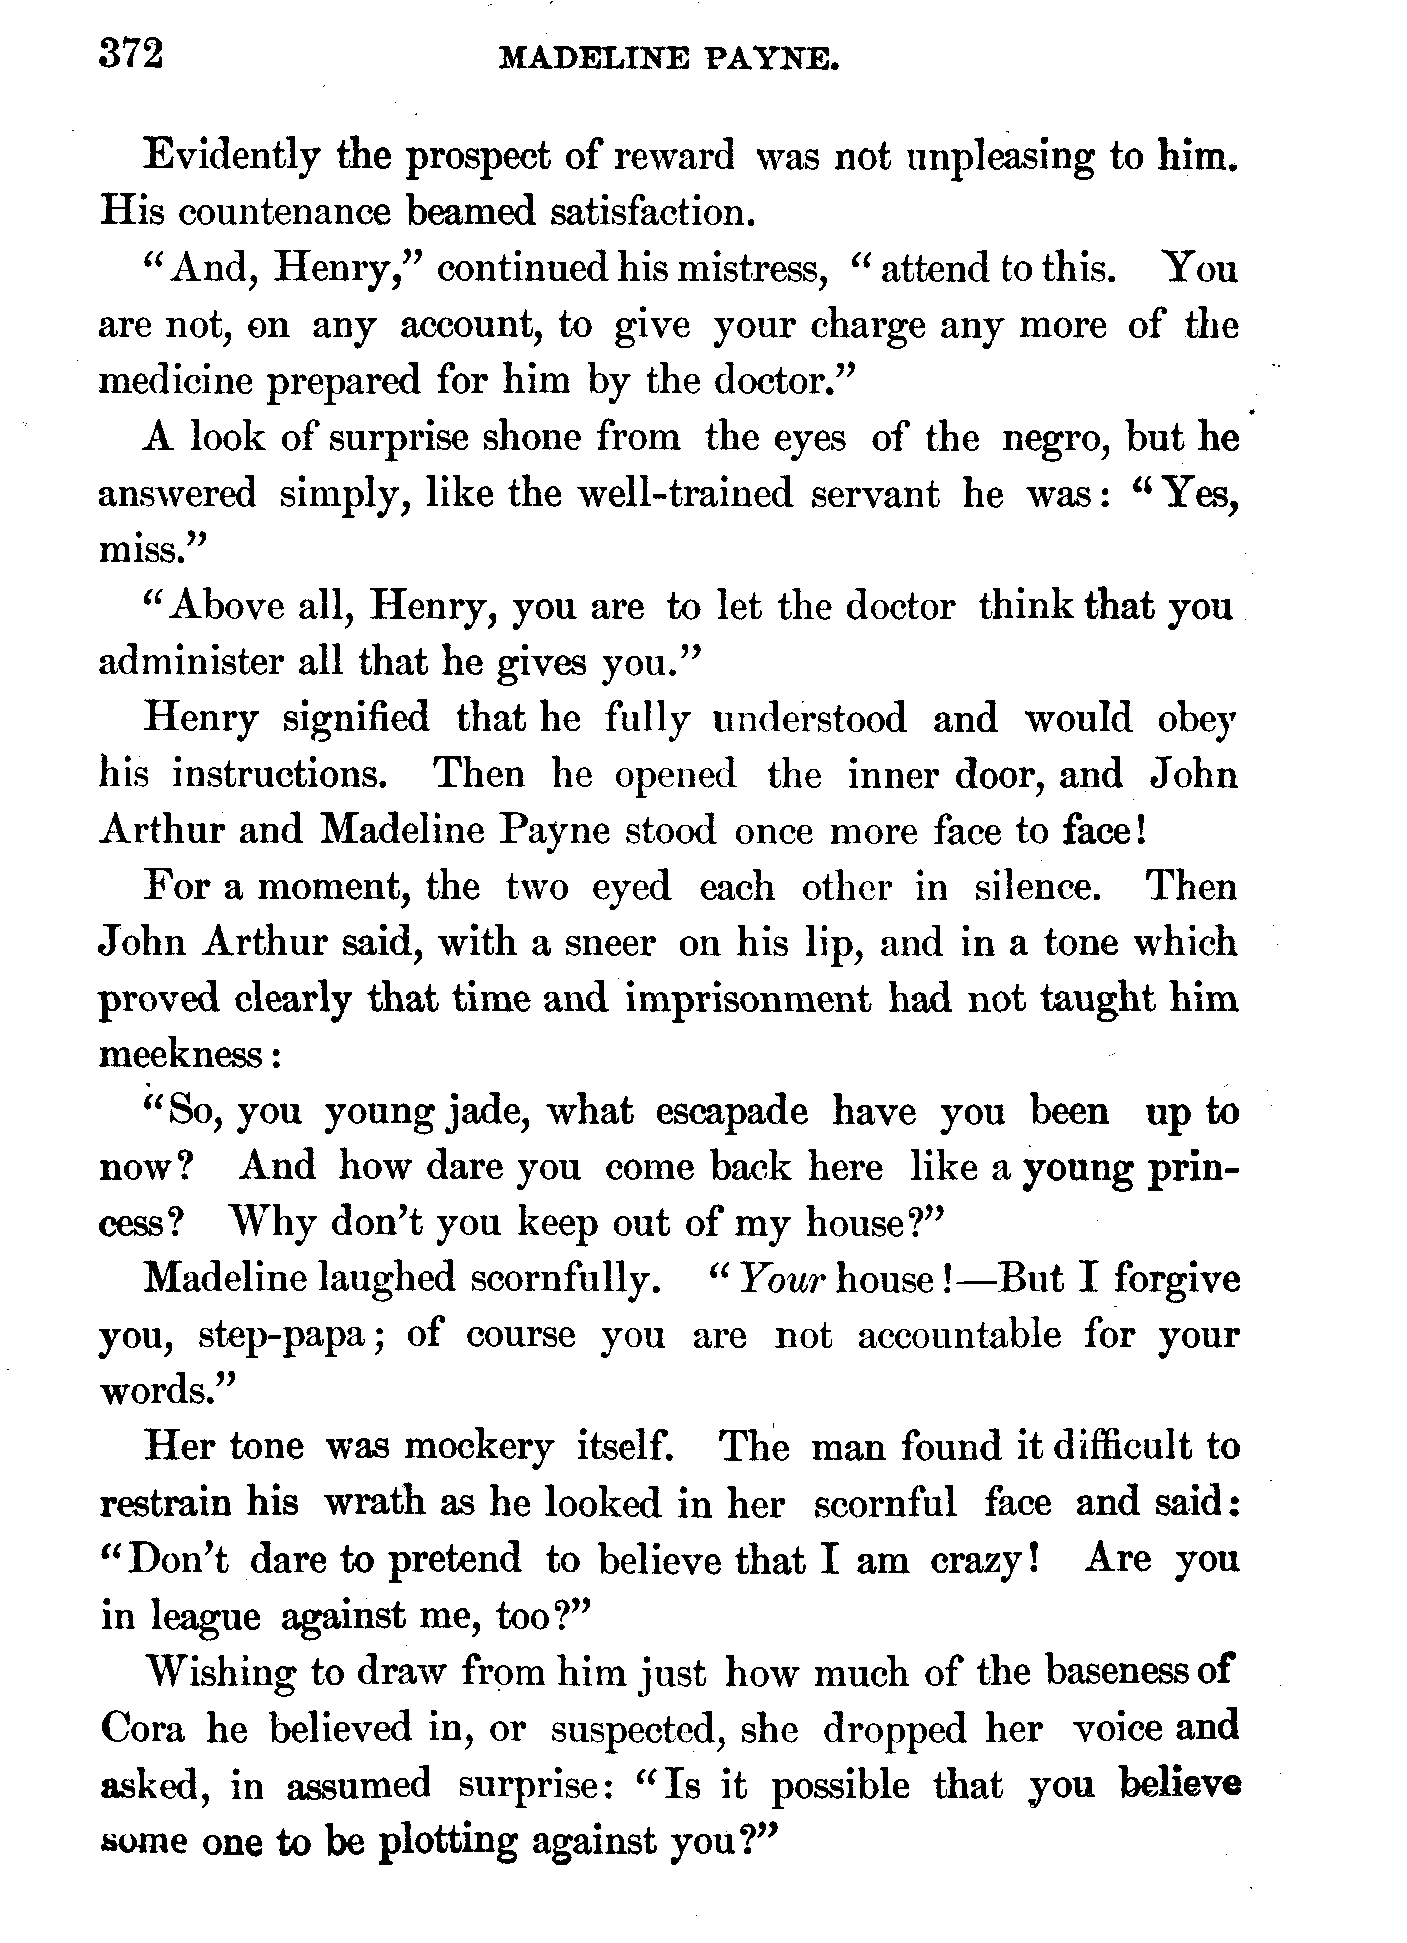 372 MADELINE PAYNE.
Evidently the prospect of reward was not unpleasing to him.
His countenance beamed satisfaction.
"And, Henry," continued his mistress, "attend to this. You
are not, on any account, to give your charge any more of the
medicine prepared for him by the doctor."
A look of surprise shone from the eyes of the negro, but he
answered simply, like the well-trained servant he was: "Yes,
miss."
"Above all, Henry, you are to let the doctor think that you
administer all that he gives you."
Henry signified that he fully understood and would obey
his instructions. Then he opened the inner door, and John
Arthur and Madeline Payne stood once more face to face!
For a moment, the two eyed each other in silence. Then
John Arthur said, with a sneer on his lip, and in a tone which
proved clearly that time and imprisonment had not taught him
meekness:
"So, you young jade, what escapade have you been up to
now? And how dare you come back here like a young prin-
cess? Why don't you keep out of my house?"
Madeline laughed scornfully. "Your house!—But I forgive
you, step-papa; of course you are not accountable for your
words."
Her tone was mockery itself. The man found it difficult to
restrain his wrath as he looked in her scornful face and said:
"Don't dare to pretend to believe that I am crazy! Are you
in league against me, too?"
Wishing to draw from him just how much of the baseness of
Cora he believed in, or suspected, she dropped her voice and
asked, in assumed surprise: "Is it possible that you believe
some one to be plotting against you?"